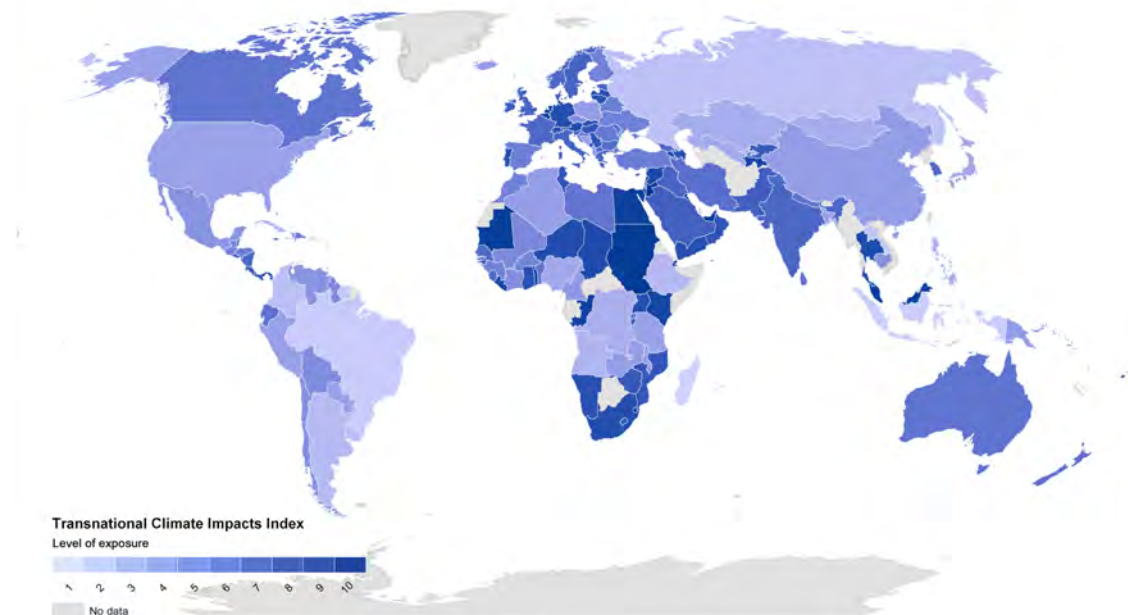 Transnational Climate Impacts Index
Level of exposure
1 2 3 4 5 6 7 8 9 10
No data